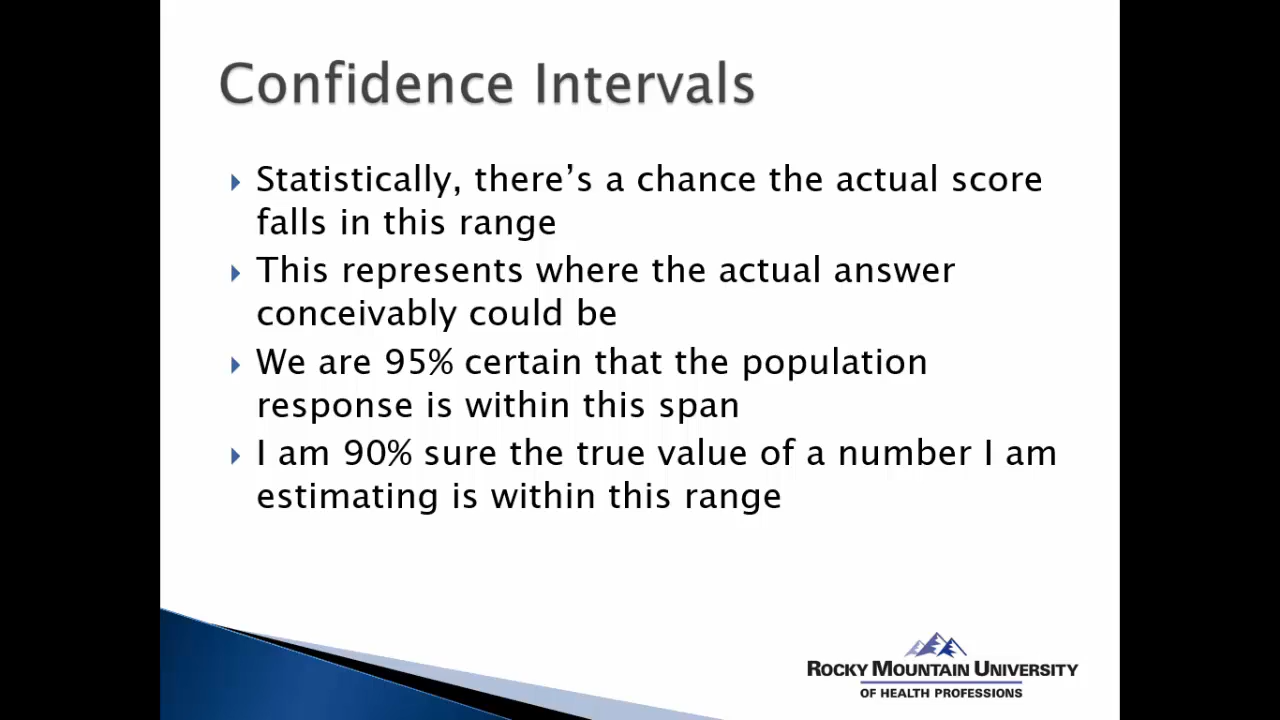 Confidence Intervals
Statistically, there’s a chance the actual score
falls in this range
This represents where the actual answer
conceivably could be
We are 95% certain that the population
response is within this span
I am 90% sure the true value of a number I am
estimating is within this range
ROCKY MOUNTAIN UNIVERSITY
OF HEALTH PROFESSIONS